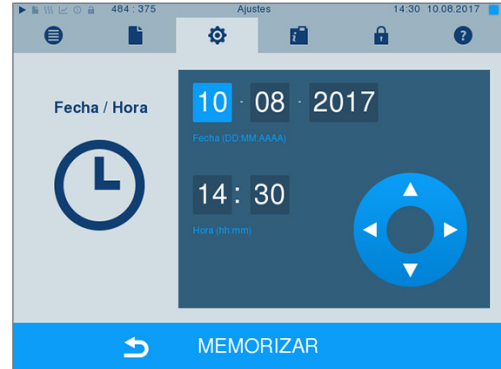 484 : 375 Ajustes 14:30 10.08.2017
Fecha / Hora
10 · 08 · 2017
Fecha (DD:MM:AAAA)
14 : 30
Hora (hh:mm)
MEMORIZAR